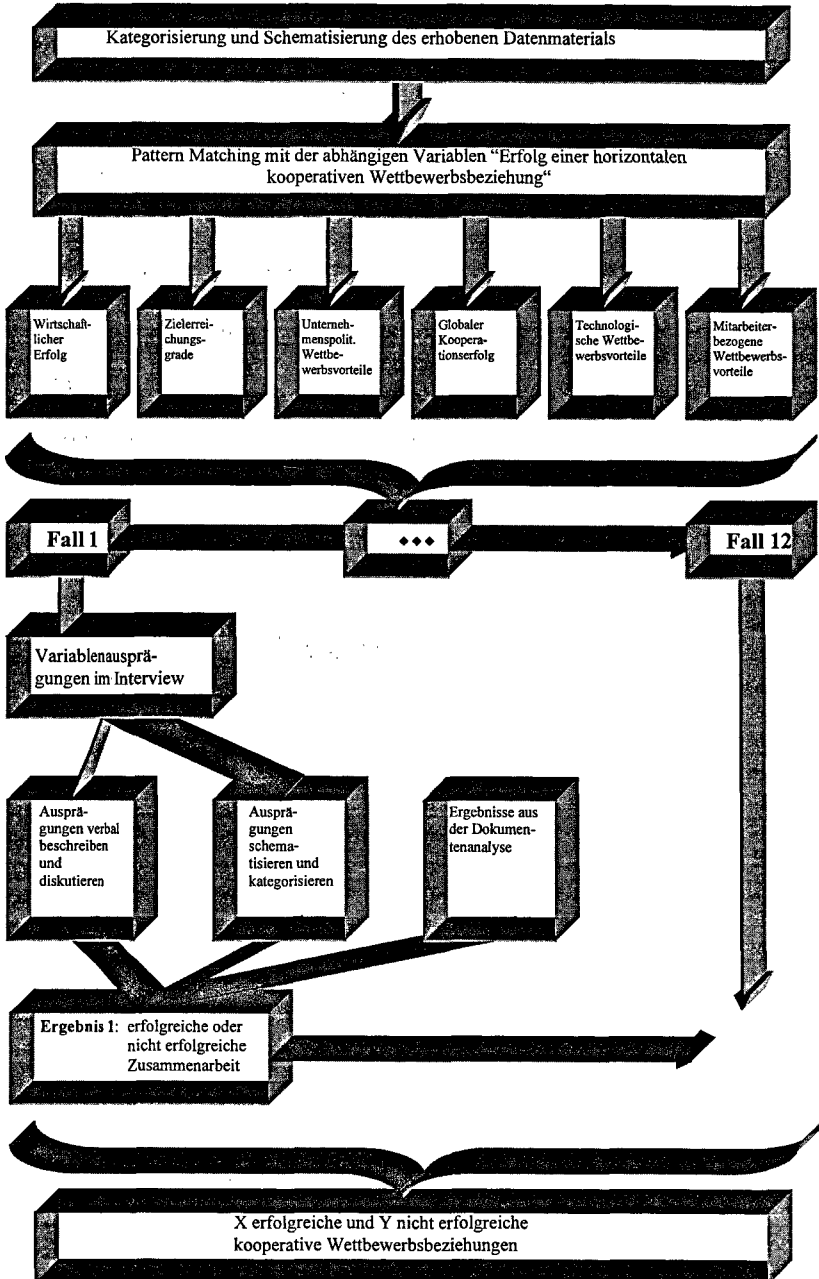 Kategorisierung und Schematisierung des erhobenen Datenmaterials
Pattern Matching mit der abhängigen Variablen “Erfolg einer horizontalen
kooperativen Wettbewerbsbeziehung“
Wirtschaft-
licher
Erfolg
Zielerrei-
chungs-
grade
Unterneh-
menspolit.
Wettbe-
werbsvorteile
Globaler
Koopera-
tionserfolg
Technologi-
sche Wettbe-
werbsvorteile
Mitarbeiter-
bezogene
Wettbewerbs-
vorteile
Fall 1
♦♦♦
Fall 12
Variablenausprä-
gungen im Interview
Ausprä-
gungen verbal
beschreiben
und
diskutieren
Ausprä-
gungen
schema-
tisieren und
kategorisieren
Ergebnisse aus
der Dokumen-
tenanalyse
Ergebnis 1: erfolgreiche oder
nicht erfolgreiche
Zusammenarbeit
X erfolgreiche und Y nicht erfolgreiche
kooperative Wettbewerbsbeziehungen